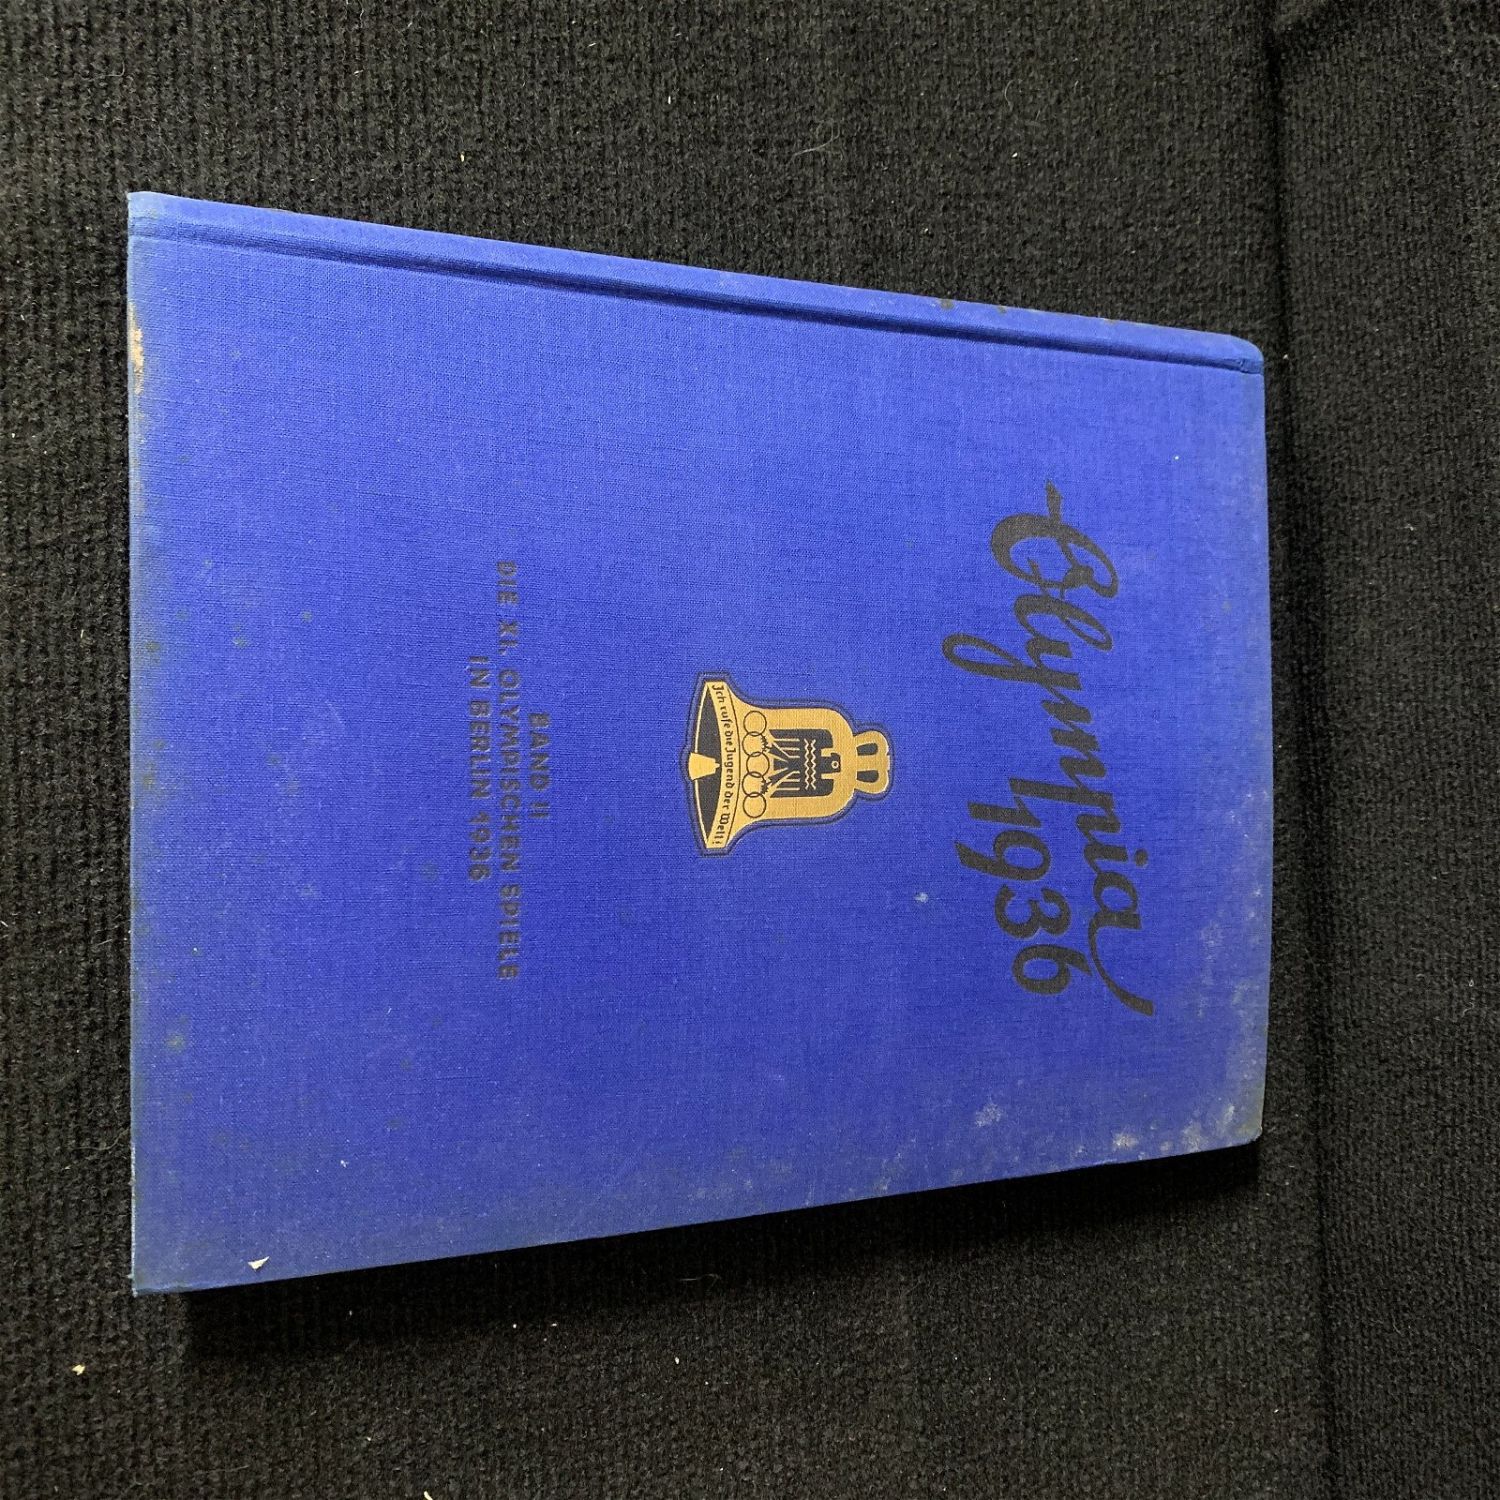 Olympia
1936
Ich rufe die Jugend der Welt!
BAND II
DIE XI. OLYMPISCHEN SPIELE
IN BERLIN 1936